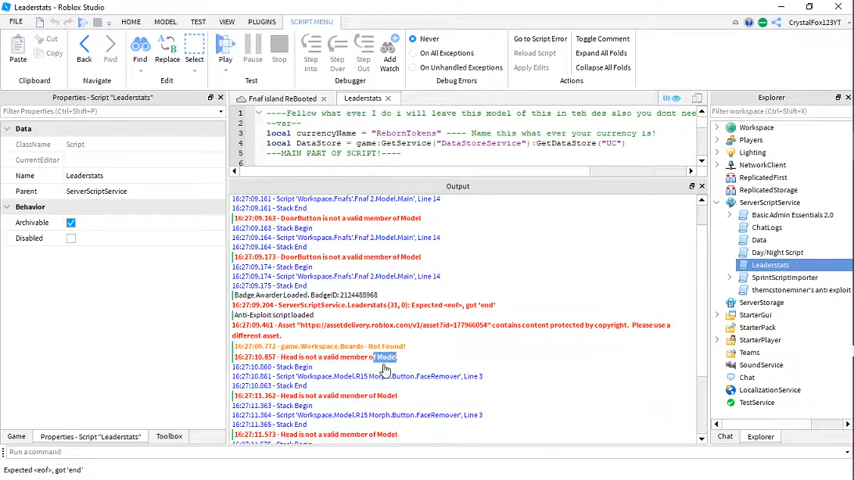 Leaderstats - Roblox Studio
FILE HOME MODEL TEST VIEW PLUGINS SCRIPT MENU CrystalFox123YT
Cut
Copy
Paste
Back
Find
Replace
Select
Play
Stop
Step Into
Step Over
Step Out
Add Watch
Never
On All Exceptions
On Unhandled Exceptions
Go to Script Error
Reload Script
Apply Edits
Toggle Comment
Expand All Folds
Collapse All Folds
Clipboard Navigate Edit Test Debugger Debug Errors Actions
Properties - Script "Leaderstats"
Filter Properties (Ctrl+Shift+P)
Data
ClassName Script
CurrentEditor
Name Leaderstats
Parent ServerScriptService
Behavior
Archivable
Disabled
Fnaf island ReBooted Leaderstats UI
1 ----Fellow what ever I do i will leave this model of this in teh des also you dont nee
2 --var--
3 local currencyName = "RebornTokens" ---- Name this what ever your currency is!
4 local DataStore = game:GetService("DataStoreService"):GetDataStore("UC")
5 ---MAIN PART OF SCRIPT!----
Output
16:27:09.161 - Script 'Workspace.Fnafs'.Fnaf 2.Model.Main', Line 14
16:27:09.161 - Stack End
16:27:09.163 - DoorButton is not a valid member of Model
16:27:09.163 - Stack Begin
16:27:09.164 - Script 'Workspace.Fnafs'.Fnaf 2.Model.Main', Line 14
16:27:09.164 - Stack End
16:27:09.173 - DoorButton is not a valid member of Model
16:27:09.174 - Stack Begin
16:27:09.175 - Script 'Workspace.Fnafs'.Fnaf 2.Model.Main', Line 14
16:27:09.175 - Stack End
Badge Awarder Loaded. BadgeID: 2124488968
16:27:09.204 - ServerScriptService.Leaderstats (31, 0): Expected <eof>, got 'end'
Anti-Exploit script loaded
16:27:09.461 - Asset "https://assetdelivery.roblox.com/v1/asset?id=177966054" contains content protected by copyright. Please use a
different asset.
16:27:09.772 - game.Workspace.Boards - Not Found!
16:27:10.857 - Head is not a valid member of Model
16:27:10.860 - Stack Begin
16:27:10.861 - Script 'Workspace.Model.R15 Morph.Button.FaceRemover', Line 3
16:27:10.863 - Stack End
16:27:11.362 - Head is not a valid member of Model
16:27:11.363 - Stack Begin
16:27:11.364 - Script 'Workspace.Model.R15 Morph.Button.FaceRemover', Line 3
16:27:11.365 - Stack End
16:27:11.573 - Head is not a valid member of Model
Explorer
Filter workspace (Ctrl+Shift+X)
Workspace
Players
Lighting
NetworkClient
ReplicatedFirst
ReplicatedStorage
ServerScriptService
Basic Admin Essentials 2.0
ChatLogs
Data
Day/Night Script
Leaderstats
SprintScriptImporter
themcstoneminer's anti exploit
ServerStorage
StarterGui
StarterPack
StarterPlayer
Teams
SoundService
Chat
LocalizationService
TestService
Game Properties - Script "Leaderstats" Toolbox Chat Explorer
Run a command
Expected <eof>, got 'end'